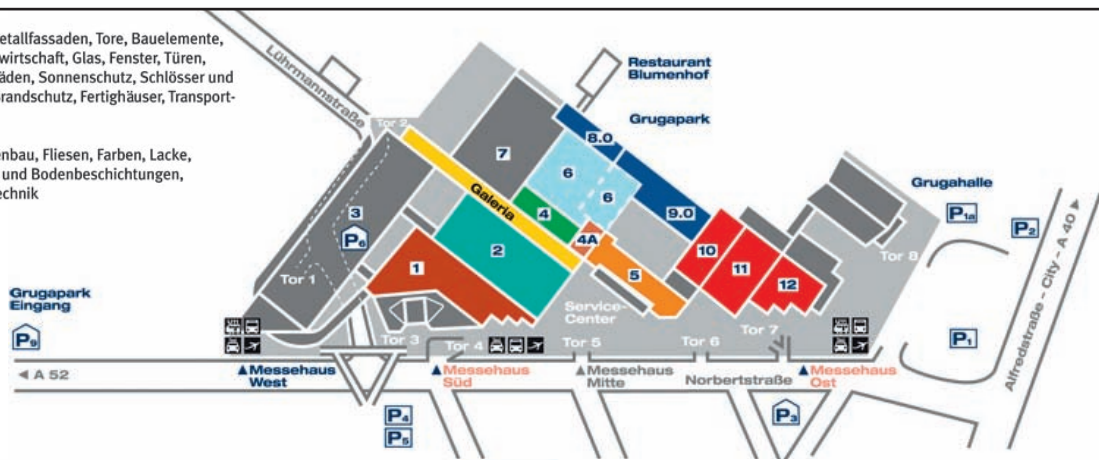 etallfassaden, Tore, Bauelemente,
wirtschaft, Glas, Fenster, Türen,
äden, Sonnenschutz, Schlösser und
randschutz, Fertighäuser, Transport-
enbau, Fliesen, Farben, Lacke,
und Bodenbeschichtungen,
echnik
Lührmannstraße
Tor 2
Restaurant
Blumenhof
Grugapark
8.0
7
6
6
9.0
Galeria
4
4A
3
P6
2
1
5
10
11
12
Grugahalle
P1a
P2
Tor 8
Tor 1
Service-
Center
Grugapark
Eingang
P9
Tor 3
Tor 4
Tor 5
Tor 6
Tor 7
P1
Alfredstraße - City - A 40 ▶
◀ A 52
▲Messehaus
West
▲Messehaus
Süd
▲Messehaus
Mitte
Norbertstraße
▲Messehaus
Ost
P4
P5
P3